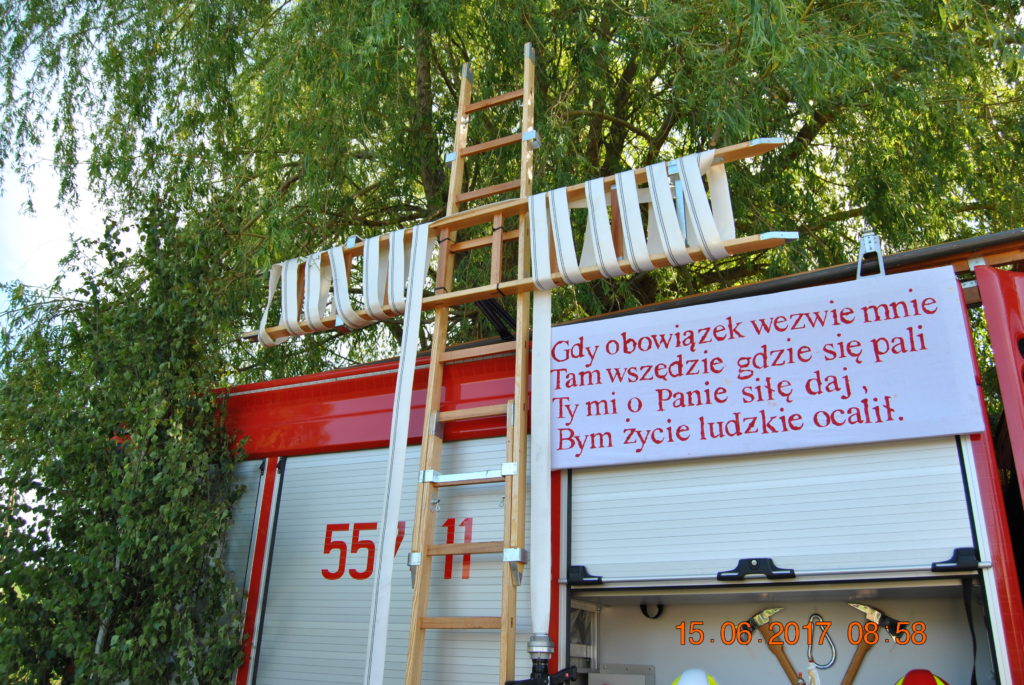 Gdy obowiązek wezwie mnie
Tam wszędzie gdzie się pali
Ty mi o Panie siłę daj,
Bym życie ludzkie ocalił.
557 11
15.06.2017 08:58